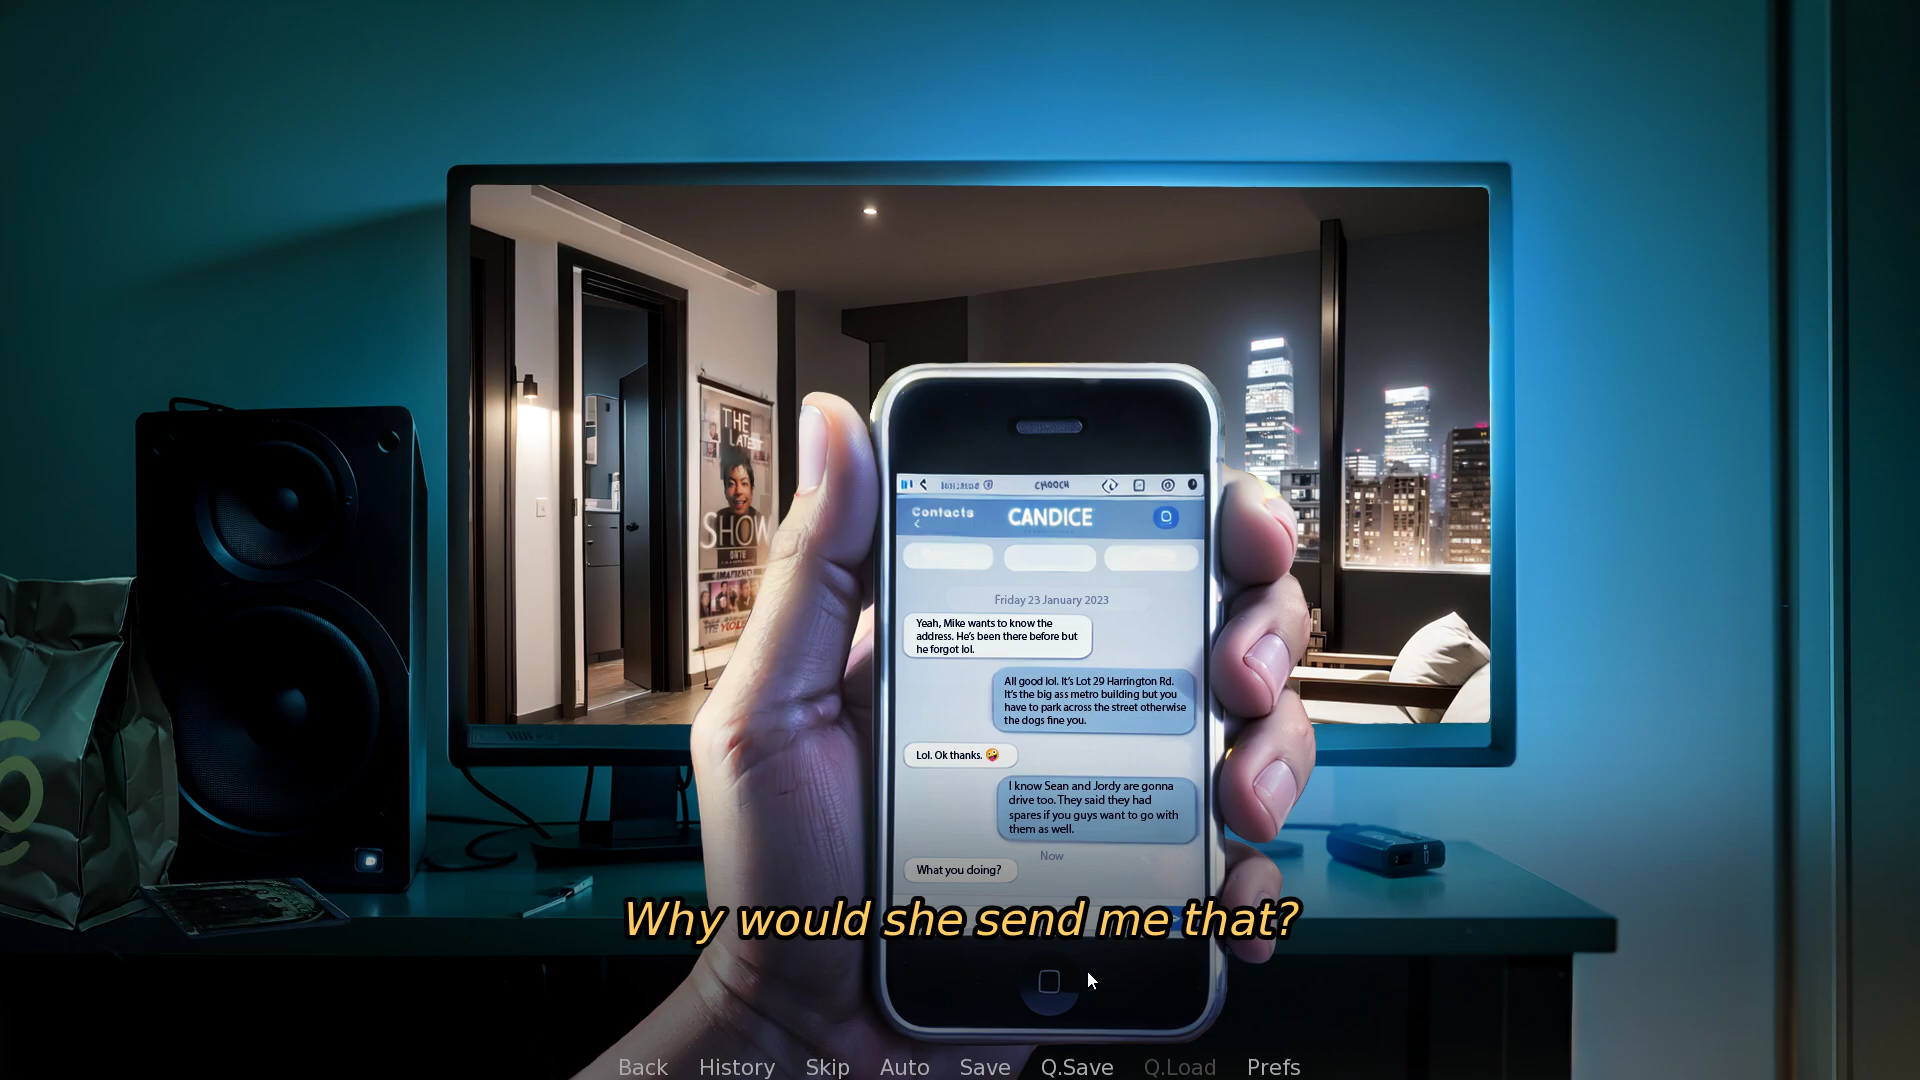 THE
LATEST
SHOW
Contacts
CANDICE
Friday 23 January 2023
Yeah, Mike wants to know the
address. He's been there before but
he forgot lol.
All good lol. It's Lot 29 Harrington Rd.
It's the big ass metro building but you
have to park across the street otherwise
the dogs fine you.
Lol. Ok thanks. 🤪
I know Sean and Jordy are gonna
drive too. They said they had
spares if you guys want to go with
them as well.
Now
What you doing?
Why would she send me that?
Back History Skip Auto Save Q.Save Q.Load Prefs